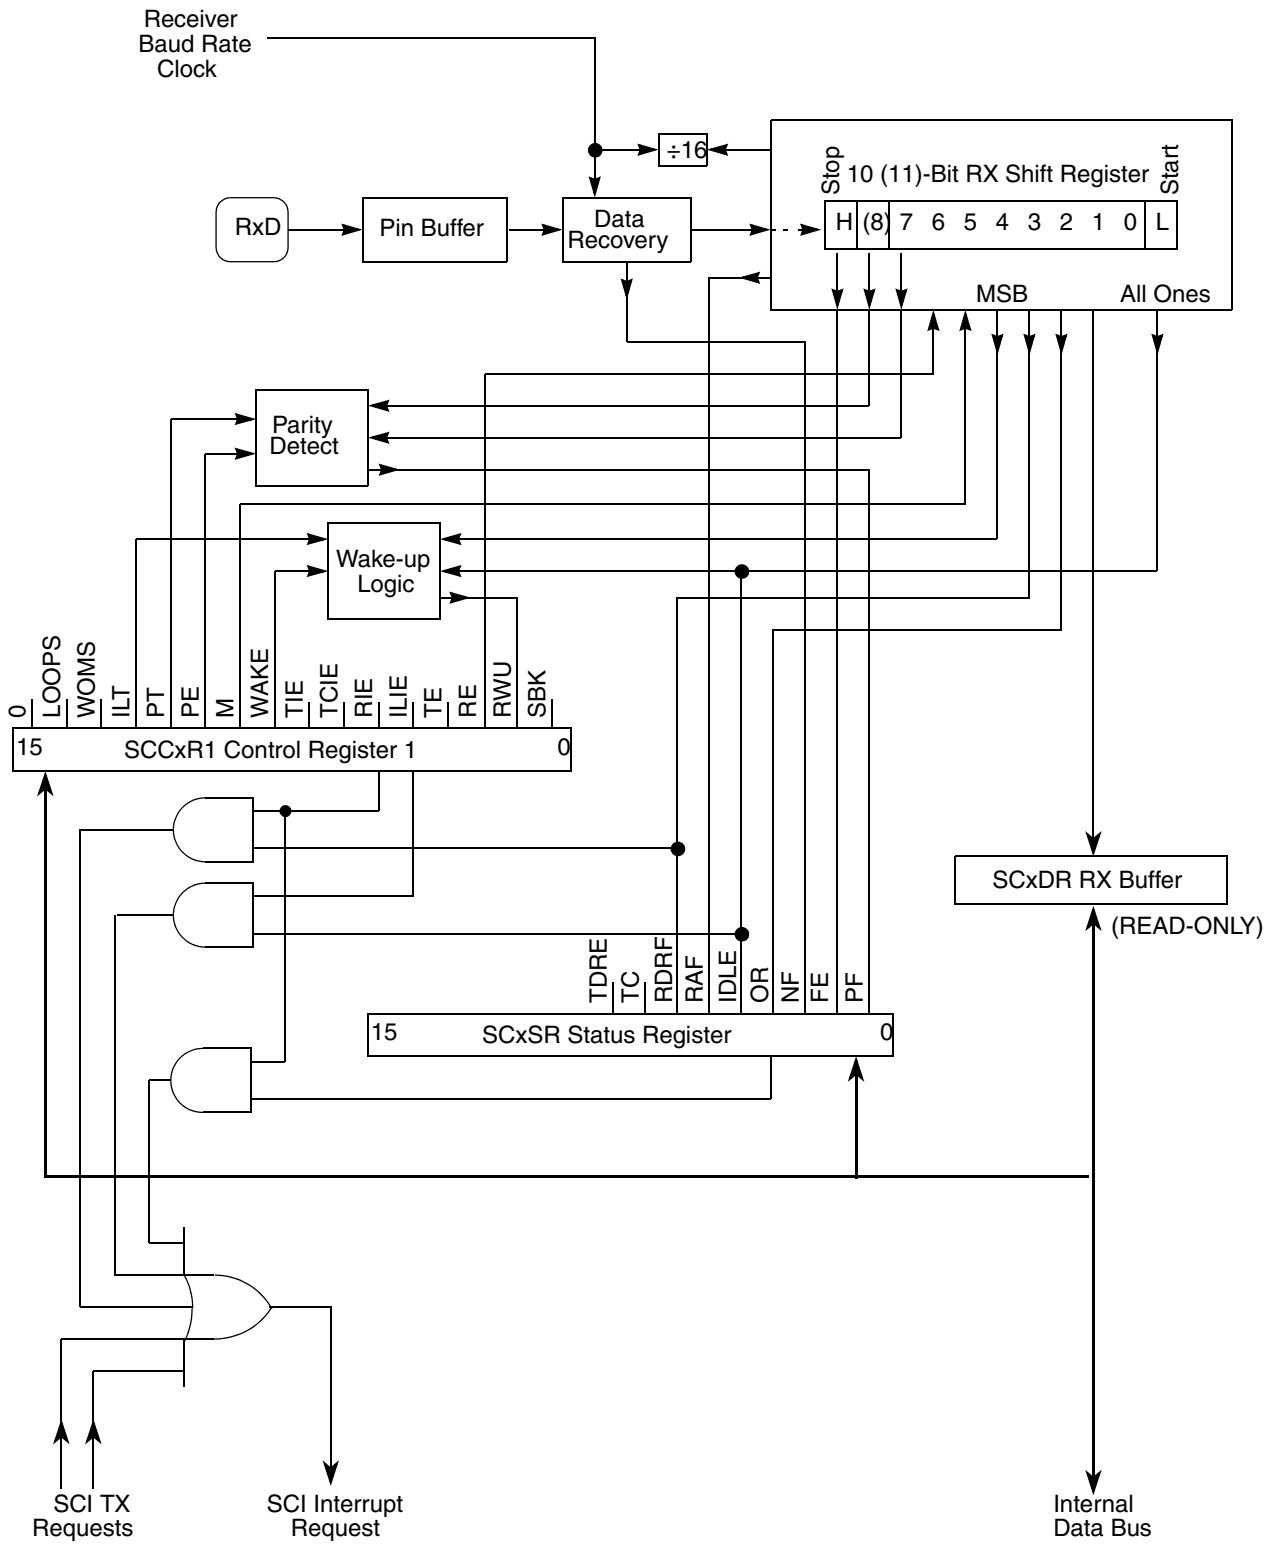 Receiver
Baud Rate
Clock
÷16
Stop
10 (11)-Bit RX Shift Register
Start
RxD
Pin Buffer
Data
Recovery
H (8) 7 6 5 4 3 2 1 0 L
MSB
All Ones
Parity
Detect
Wake-up
Logic
0
LOOPS
WOMS
ILT
PT
PE
M
WAKE
TIE
TCIE
RIE
ILIE
TE
RE
RWU
SBK
15 SCCxR1 Control Register 1 0
SCxDR RX Buffer
(READ-ONLY)
TDRE
TC
RDRF
RAF
IDLE
OR
NF
FE
PF
15 SCxSR Status Register 0
SCI TX
Requests
SCI Interrupt
Request
Internal
Data Bus